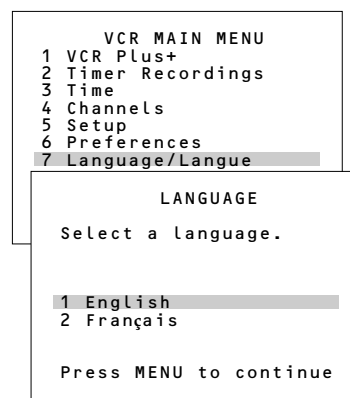 VCR MAIN MENU
1 VCR Plus+
2 Timer Recordings
3 Time
4 Channels
5 Setup
6 Preferences
7 Language/Langue
LANGUAGE
Select a language.
1 English
2 Français
Press MENU to continue